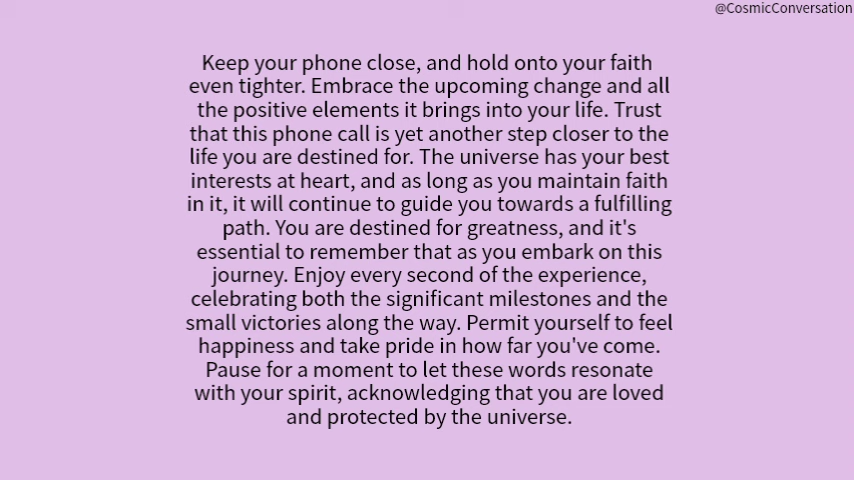 @CosmicConversation
Keep your phone close, and hold onto your faith
even tighter. Embrace the upcoming change and all
the positive elements it brings into your life. Trust
that this phone call is yet another step closer to the
life you are destined for. The universe has your best
interests at heart, and as long as you maintain faith
in it, it will continue to guide you towards a fulfilling
path. You are destined for greatness, and it's
essential to remember that as you embark on this
journey. Enjoy every second of the experience,
celebrating both the significant milestones and the
small victories along the way. Permit yourself to feel
happiness and take pride in how far you've come.
Pause for a moment to let these words resonate
with your spirit, acknowledging that you are loved
and protected by the universe.